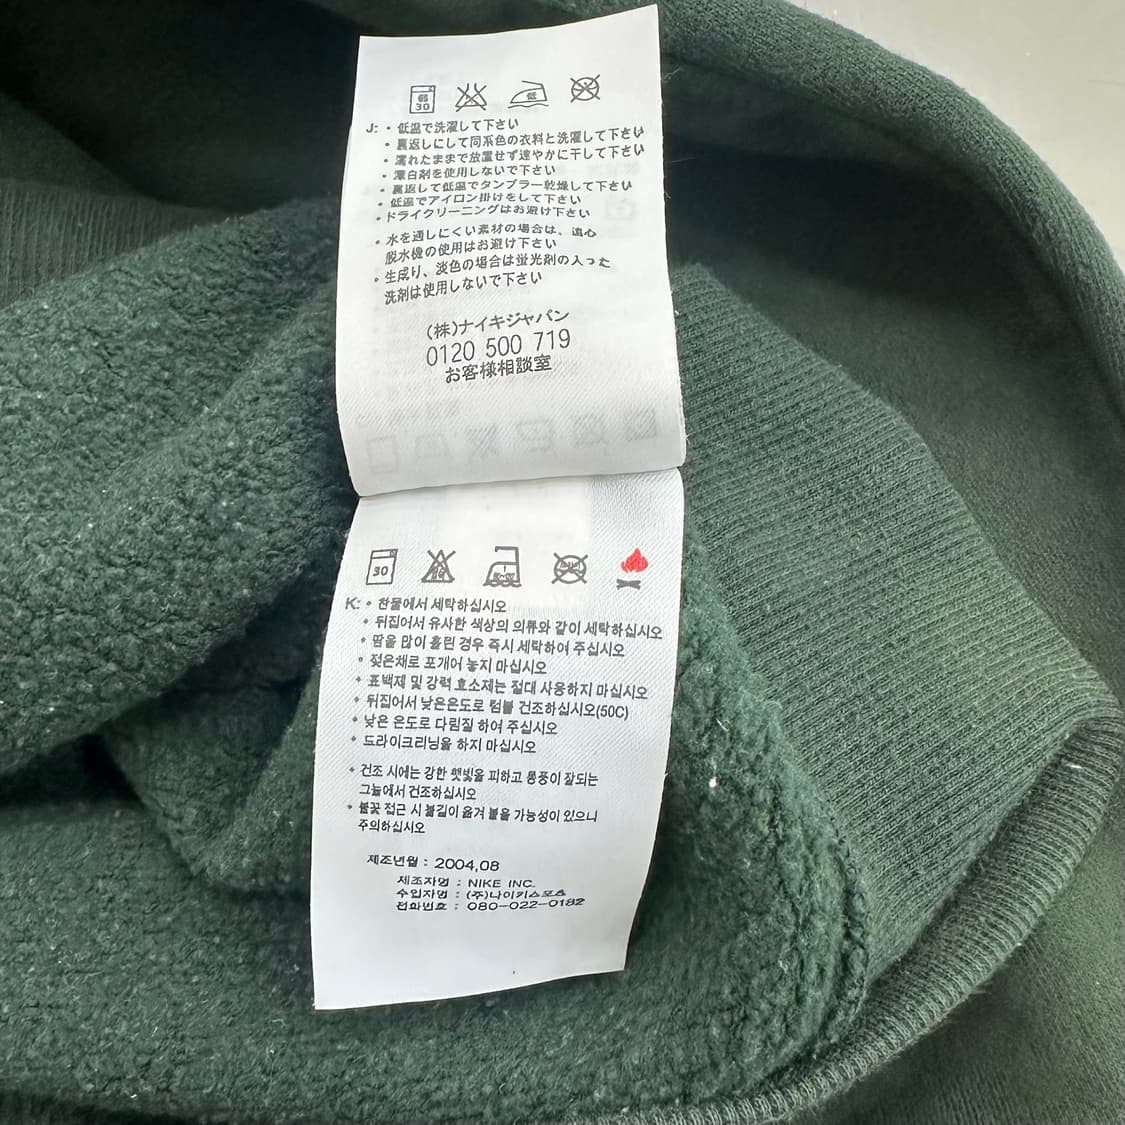 低
30
低
J: • 低温で洗濯して下さい
• 裏返しにして同系色の衣料と洗濯して下さい
• 濡れたままで放置せず速やかに干して下さい
• 漂白剤を使用しないで下さい
• 裏返して低温でタンブラー乾燥して下さい
• 低温でアイロン掛けをして下さい
• ドライクリーニングはお避け下さい
• 水を通しにくい素材の場合は、遠心
脱水機の使用はお避け下さい
• 生成り、淡色の場合は蛍光剤の入った
洗剤は使用しないで下さい
(株)ナイキジャパン
0120 500 719
お客様相談室
30
K: • 찬물에서 세탁하십시오
• 뒤집어서 유사한 색상의 의류와 같이 세탁하십시오
• 땀을 많이 흘린 경우 즉시 세탁하여 주십시오
• 젖은채로 포개어 놓지 마십시오
• 표백제 및 강력 효소제는 절대 사용하지 마십시오
• 뒤집어서 낮은온도로 텀블 건조하십시오(50C)
• 낮은 온도로 다림질 하여 주십시오
• 드라이크리닝을 하지 마십시오
• 건조 시에는 강한 햇빛을 피하고 통풍이 잘되는
그늘에서 건조하십시오
• 불꽃 접근 시 불길이 옮겨 붙을 가능성이 있으니
주의하십시오
제조년월 : 2004,08
제조자명 : NIKE INC.
수입자명 : (주)나이키스포츠
전화번호 : 080-022-0182